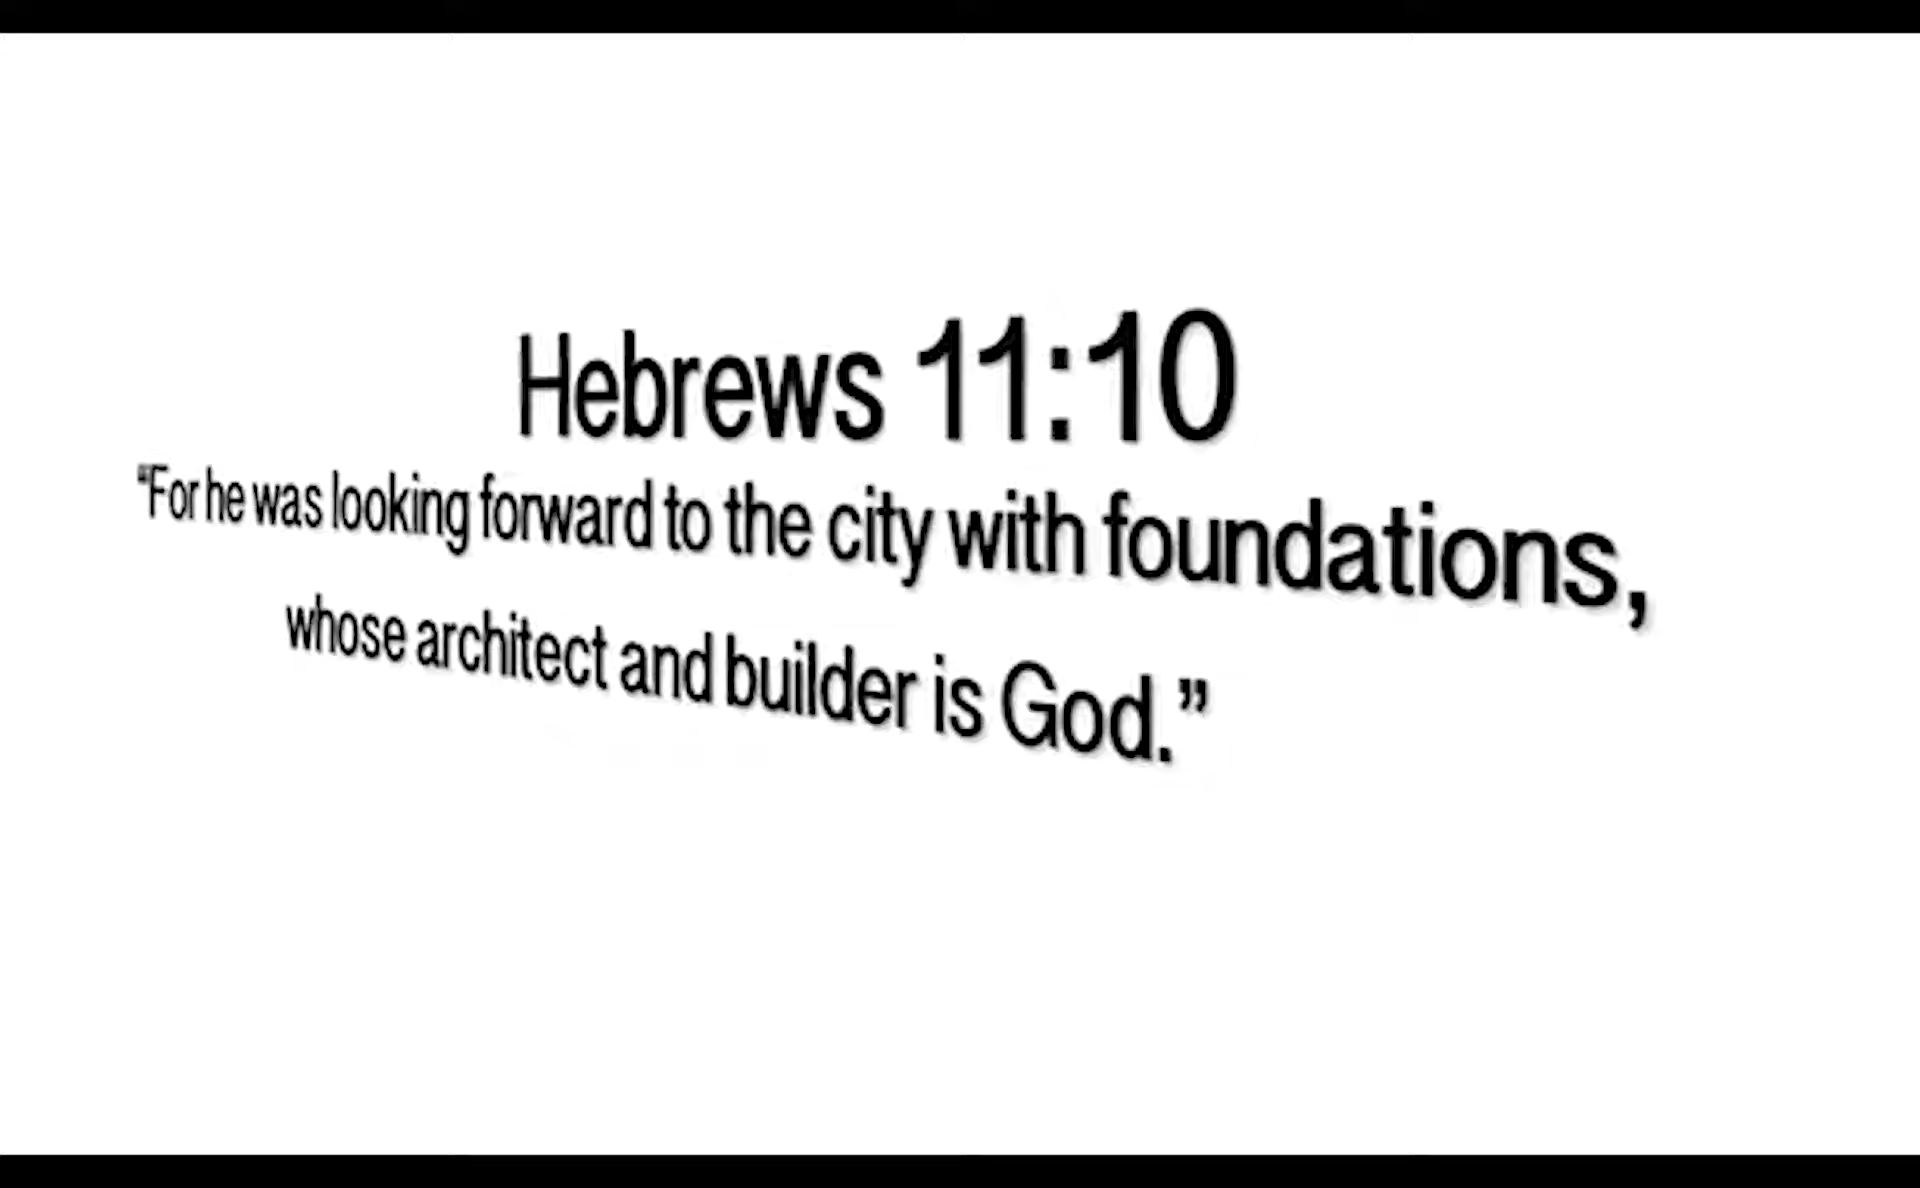 Hebrews 11:10
“For he was looking forward to the city with foundations,
whose architect and builder is God.”